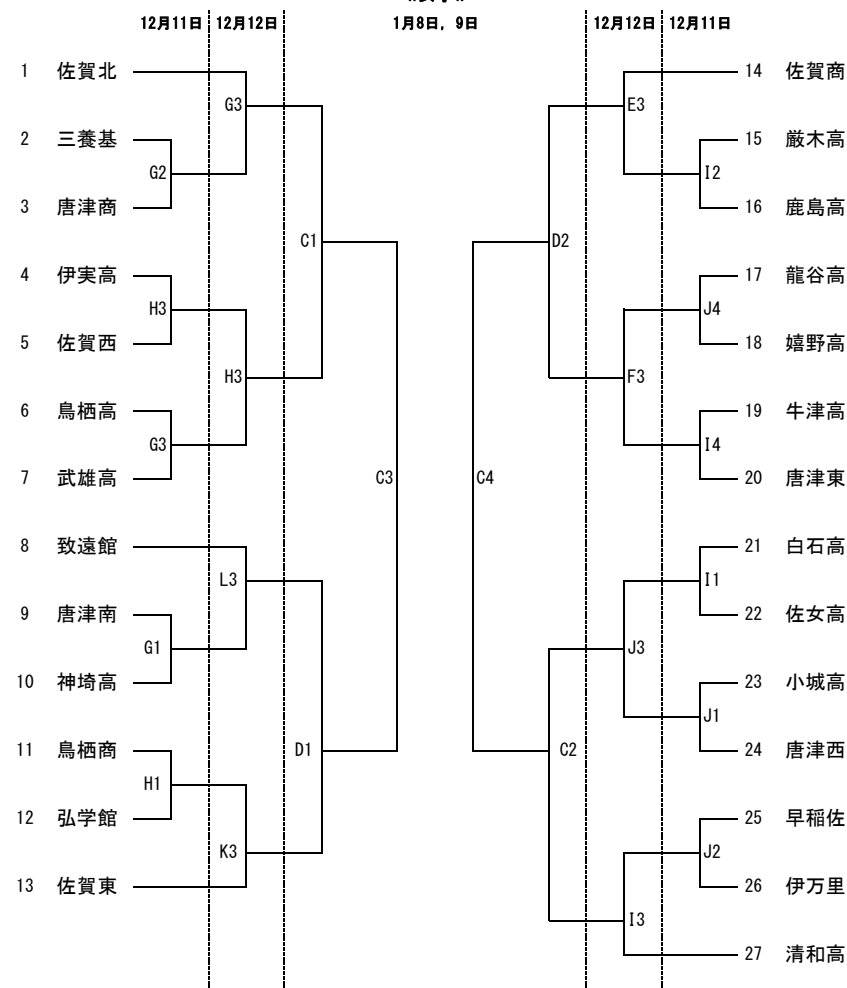 12月11日 12月12日 1月8日，9日 12月12日 12月11日
1 佐賀北 14 佐賀商
G3 E3
2 三養基 15 厳木高
G2 I2
3 唐津商 16 鹿島高
C1 D2
4 伊実高 17 龍谷高
H3 J4
5 佐賀西 18 嬉野高
H3 F3
6 鳥栖高 19 牛津高
G3 I4
7 武雄高 C3 C4 20 唐津東
8 致遠館 21 白石高
L3 I1
9 唐津南 22 佐女高
G1 J3
10 神埼高 23 小城高
J1
11 鳥栖商 D1 C2 24 唐津西
H1
12 弘学館 25 早稲佐
K3 J2
13 佐賀東 26 伊万里
I3
27 清和高